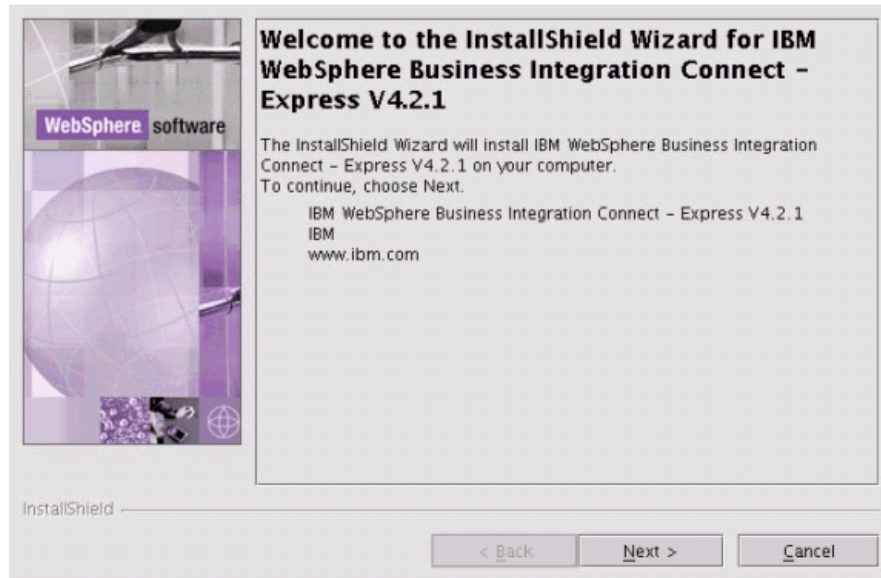 WebSphere software
Welcome to the InstallShield Wizard for IBM
WebSphere Business Integration Connect –
Express V4.2.1
The InstallShield Wizard will install IBM WebSphere Business Integration
Connect – Express V4.2.1 on your computer.
To continue, choose Next.
IBM WebSphere Business Integration Connect – Express V4.2.1
IBM
www.ibm.com
InstallShield
< Back
Next >
Cancel